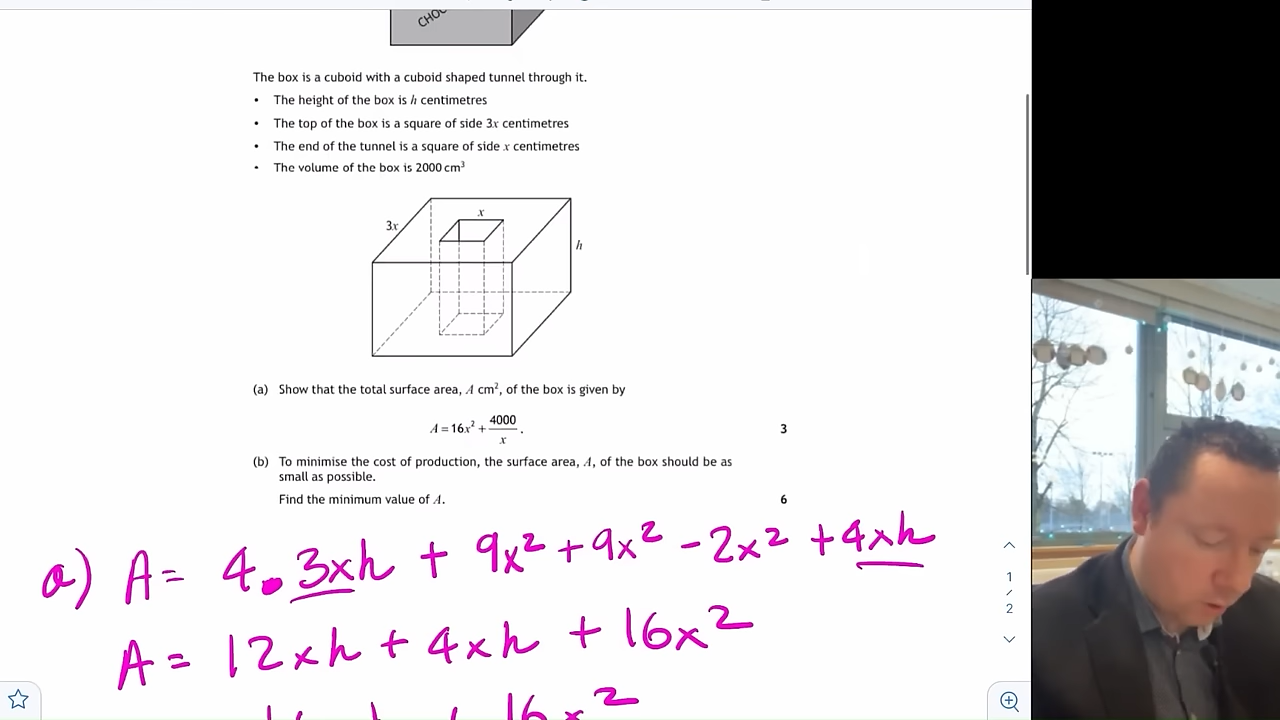 The box is a cuboid with a cuboid shaped tunnel through it.
• The height of the box is h centimetres
• The top of the box is a square of side 3x centimetres
• The end of the tunnel is a square of side x centimetres
• The volume of the box is 2000 cm³
x
3x
h
(a) Show that the total surface area, A cm², of the box is given by
A = 16x² + 4000/x . 3
(b) To minimise the cost of production, the surface area, A, of the box should be as
small as possible.
Find the minimum value of A. 6
a) A = 4 . 3xh + 9x² + 9x² - 2x² + 4xh
A = 12xh + 4xh + 16x²
1
/
2